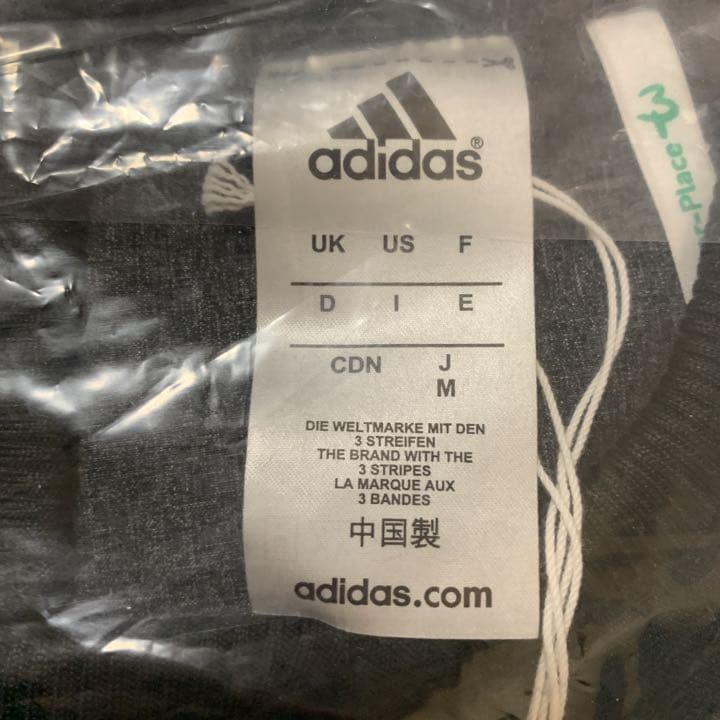 adidas®
UK US F
D I E
CDN J
M
DIE WELTMARKE MIT DEN
3 STREIFEN
THE BRAND WITH THE
3 STRIPES
LA MARQUE AUX
3 BANDES
中国製
adidas.com